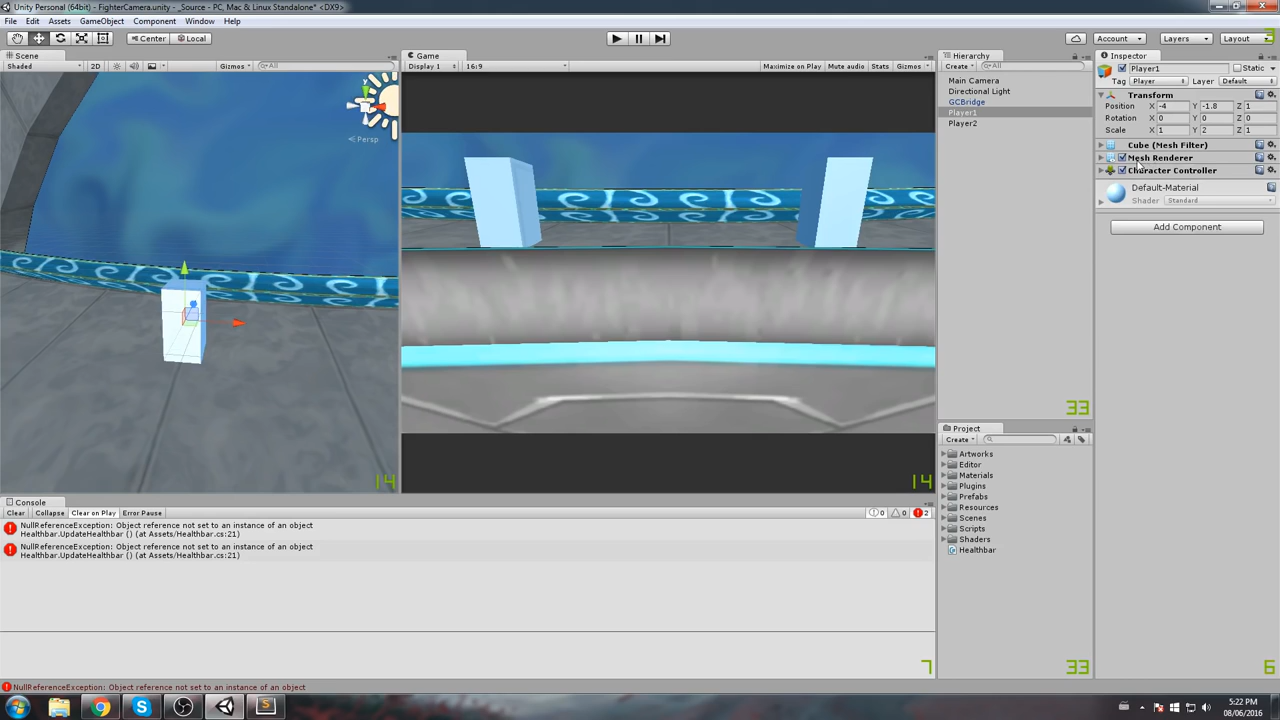 Unity Personal (64bit) - FighterCamera.unity - _Source - PC, Mac & Linux Standalone* <DX9>
File Edit Assets GameObject Component Window Help
Center Local Account Layers Layout 3
Scene
Shaded 2D Gizmos All
Persp
14
Game
Display 1 16:9 Maximize on Play Mute audio Stats Gizmos
14
Hierarchy
Create All
Main Camera
Directional Light
GCBridge
Player1
Player2
33
Inspector
Player1 Static
Tag Player Layer Default
Transform
Position X -4 Y -1.8 Z 1
Rotation X 0 Y 0 Z 0
Scale X 1 Y 2 Z 1
Cube (Mesh Filter)
Mesh Renderer
Character Controller
Default-Material
Shader Standard
Add Component
6
Project
Create
Artworks
Editor
Materials
Plugins
Prefabs
Resources
Scenes
Scripts
Shaders
Healthbar
33
Console
Clear Collapse Clear on Play Error Pause 0 0 2
NullReferenceException: Object reference not set to an instance of an object
Healthbar.UpdateHealthbar () (at Assets/Healthbar.cs:21)
NullReferenceException: Object reference not set to an instance of an object
Healthbar.UpdateHealthbar () (at Assets/Healthbar.cs:21)
7
NullReferenceException: Object reference not set to an instance of an object
5:22 PM
08/06/2016